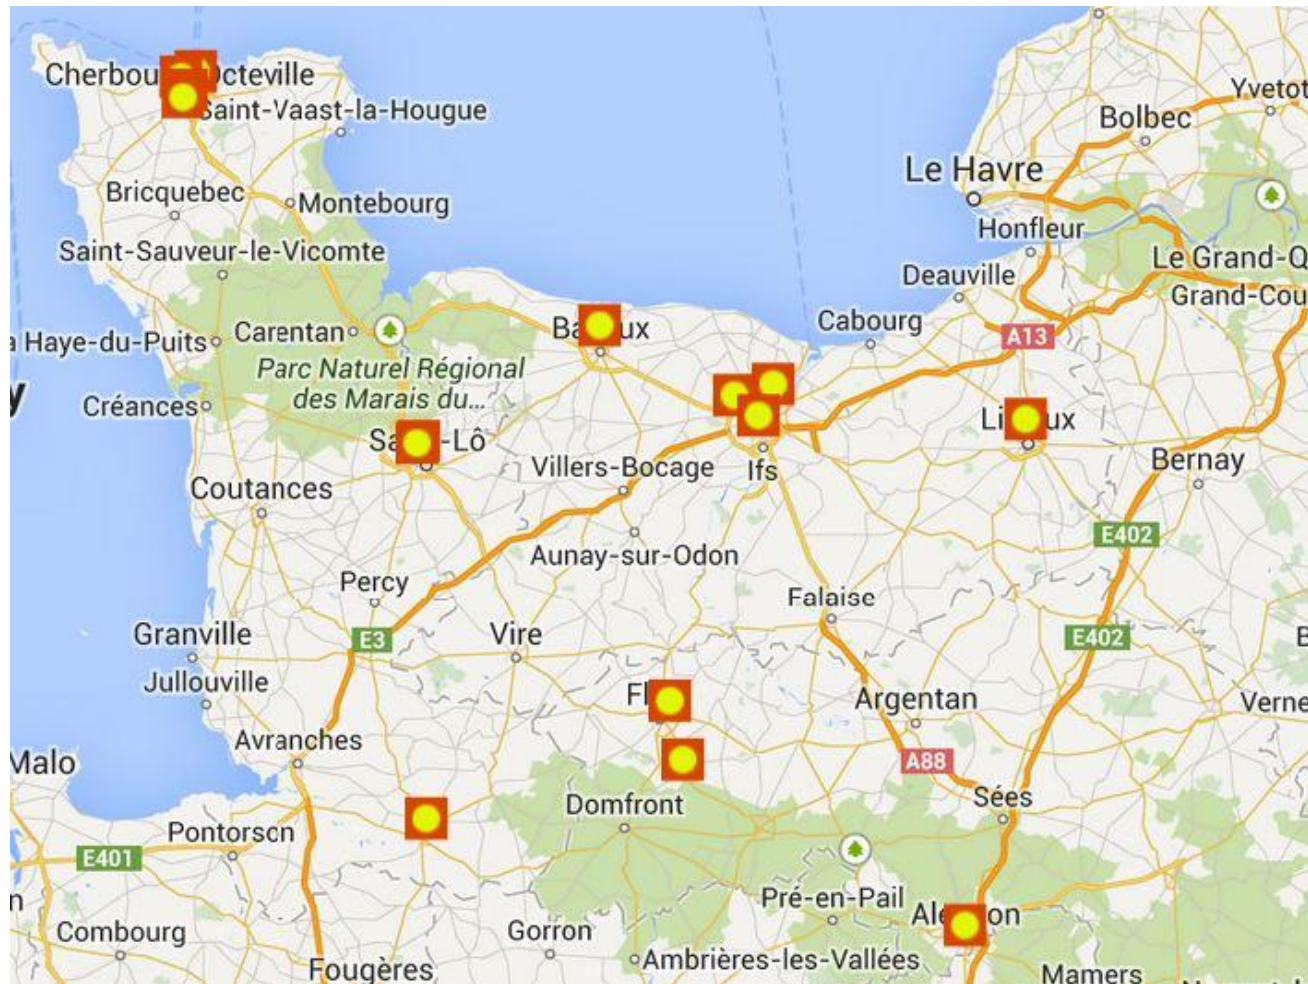 Cherbou Octeville
Saint-Vaast-la-Hougue
Yvetot
Bolbec
Le Havre
Bricquebec
Montebourg
Honfleur
Saint-Sauveur-le-Vicomte
Deauville
Le Grand-Q
Grand-Cou
Carentan
Haye-du-Puits
Ba ux
Cabourg
A13
Parc Naturel Régional
des Marais du...
y
Créances
Sa -Lô
Li ux
Villers-Bocage
Ifs
Bernay
Coutances
E402
Aunay-sur-Odon
Percy
Falaise
Granville
E3
Vire
E402
Jullouville
Fl
Argentan
Verne
Avranches
Malo
A88
Sées
Domfront
Pontorson
E401
n
Pré-en-Pail
Ale on
Combourg
Gorron
Ambrières-les-Vallées
Fougères
Mamers